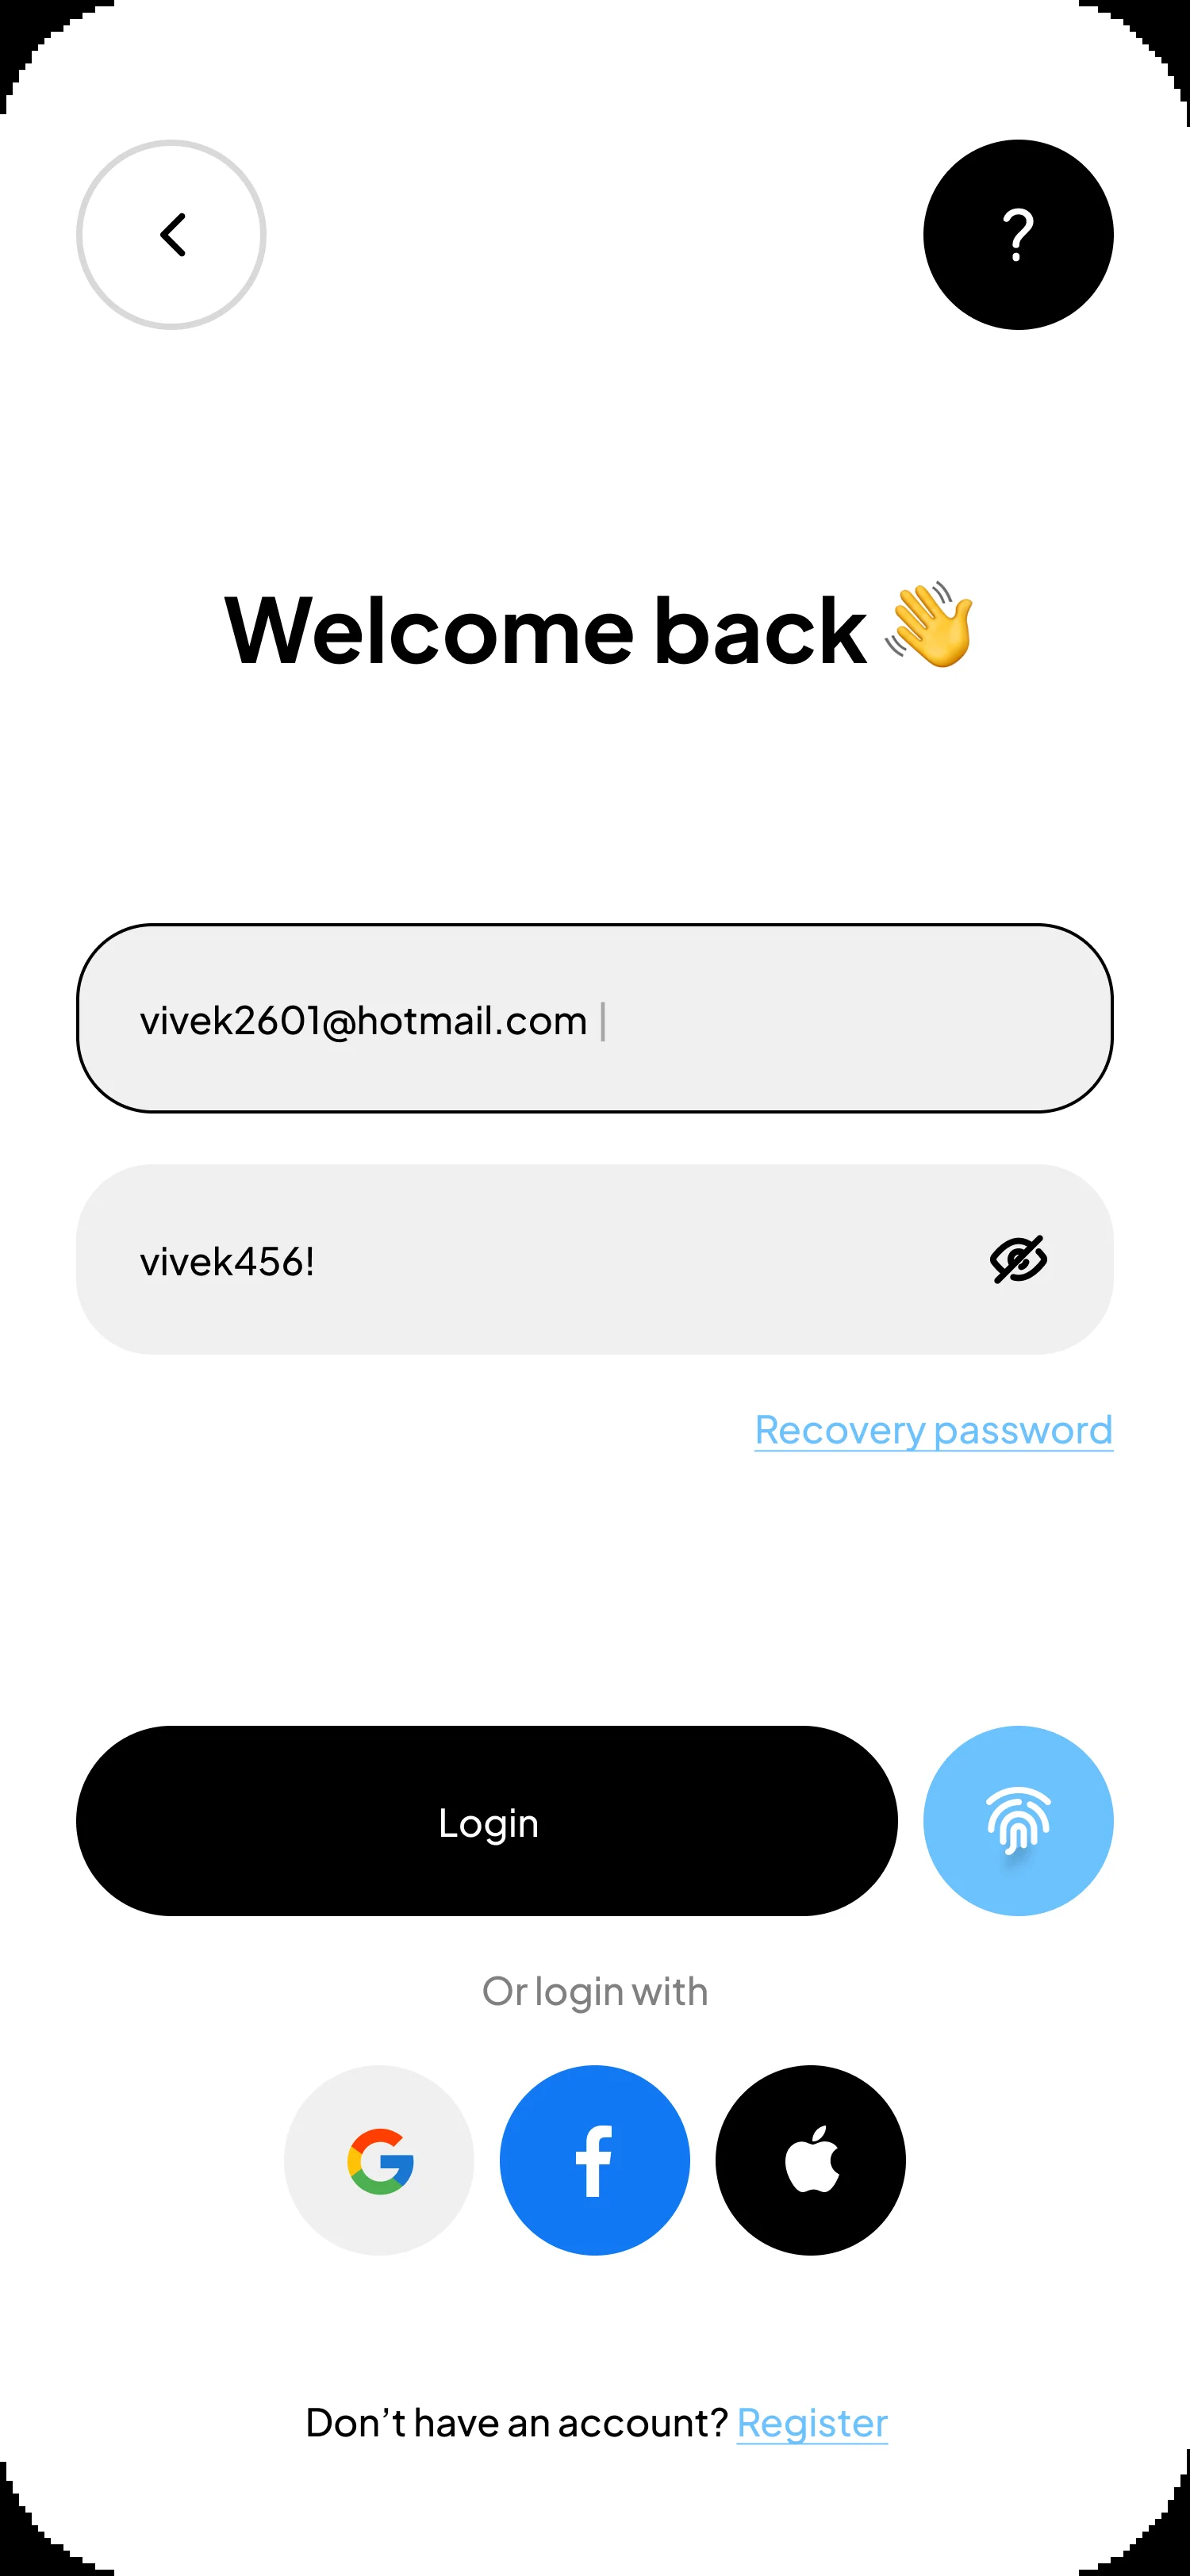 Welcome back 👋
vivek2601@hotmail.com
vivek456!
Recovery password
Login
Or login with
Don’t have an account? Register